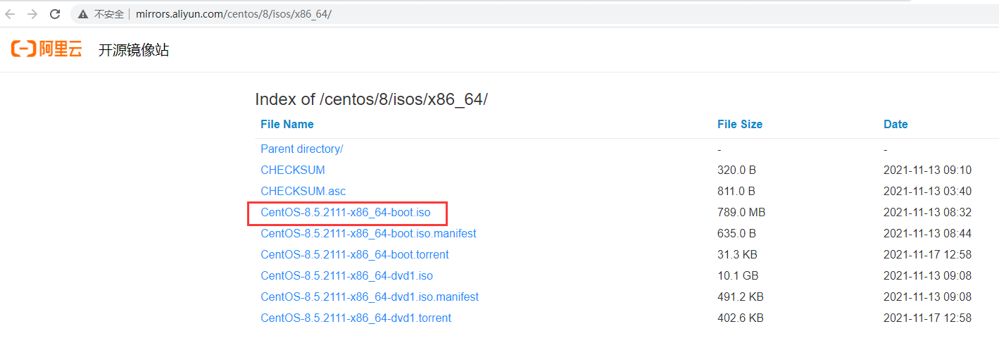 不安全 mirrors.aliyun.com/centos/8/isos/x86_64/
阿里云 开源镜像站
Index of /centos/8/isos/x86_64/
File Name File Size Date
Parent directory/ - -
CHECKSUM 320.0 B 2021-11-13 09:10
CHECKSUM.asc 811.0 B 2021-11-13 03:40
CentOS-8.5.2111-x86_64-boot.iso 789.0 MB 2021-11-13 08:32
CentOS-8.5.2111-x86_64-boot.iso.manifest 635.0 B 2021-11-13 08:44
CentOS-8.5.2111-x86_64-boot.torrent 31.3 KB 2021-11-17 12:58
CentOS-8.5.2111-x86_64-dvd1.iso 10.1 GB 2021-11-13 09:08
CentOS-8.5.2111-x86_64-dvd1.iso.manifest 491.2 KB 2021-11-13 09:08
CentOS-8.5.2111-x86_64-dvd1.torrent 402.6 KB 2021-11-17 12:58